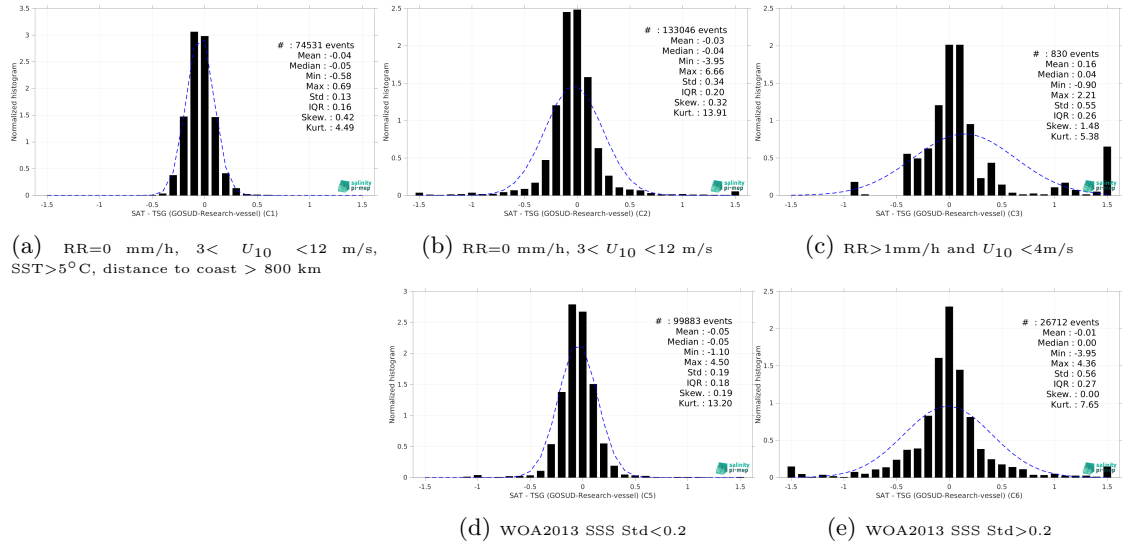 Normalized histogram
3.5
3
2.5
2
1.5
1
0.5
0
-1.5 -1 -0.5 0 0.5 1 1.5
SAT - TSG (GOSUD-Research-vessel) (C1)
# : 74531 events
Mean : -0.04
Median : -0.05
Min : -0.58
Max : 0.69
Std : 0.13
IQR : 0.16
Skew. : 0.42
Kurt. : 4.49
salinity
pi-mep
(a) RR=0 mm/h, 3< U10 <12 m/s,
SST>5°C, distance to coast > 800 km
Normalized histogram
2.5
2
1.5
1
0.5
0
-1.5 -1 -0.5 0 0.5 1 1.5
SAT - TSG (GOSUD-Research-vessel) (C2)
# : 133046 events
Mean : -0.03
Median : -0.04
Min : -3.95
Max : 6.66
Std : 0.34
IQR : 0.20
Skew. : 0.32
Kurt. : 13.91
salinity
pi-mep
(b) RR=0 mm/h, 3< U10 <12 m/s
Normalized histogram
2.5
2
1.5
1
0.5
0
-1.5 -1 -0.5 0 0.5 1 1.5
SAT - TSG (GOSUD-Research-vessel) (C3)
# : 830 events
Mean : 0.16
Median : 0.04
Min : -0.90
Max : 2.21
Std : 0.55
IQR : 0.26
Skew. : 1.48
Kurt. : 5.38
salinity
pi-mep
(c) RR>1mm/h and U10 <4m/s
Normalized histogram
3
2.5
2
1.5
1
0.5
0
-1.5 -1 -0.5 0 0.5 1 1.5
SAT - TSG (GOSUD-Research-vessel) (C5)
# : 99883 events
Mean : -0.05
Median : -0.05
Min : -1.10
Max : 4.50
Std : 0.19
IQR : 0.18
Skew. : 0.19
Kurt. : 13.20
salinity
pi-mep
(d) WOA2013 SSS Std<0.2
Normalized histogram
2.5
2
1.5
1
0.5
0
-1.5 -1 -0.5 0 0.5 1 1.5
SAT - TSG (GOSUD-Research-vessel) (C6)
# : 26712 events
Mean : -0.01
Median : 0.00
Min : -3.95
Max : 4.36
Std : 0.56
IQR : 0.27
Skew. : 0.00
Kurt. : 7.65
salinity
pi-mep
(e) WOA2013 SSS Std>0.2